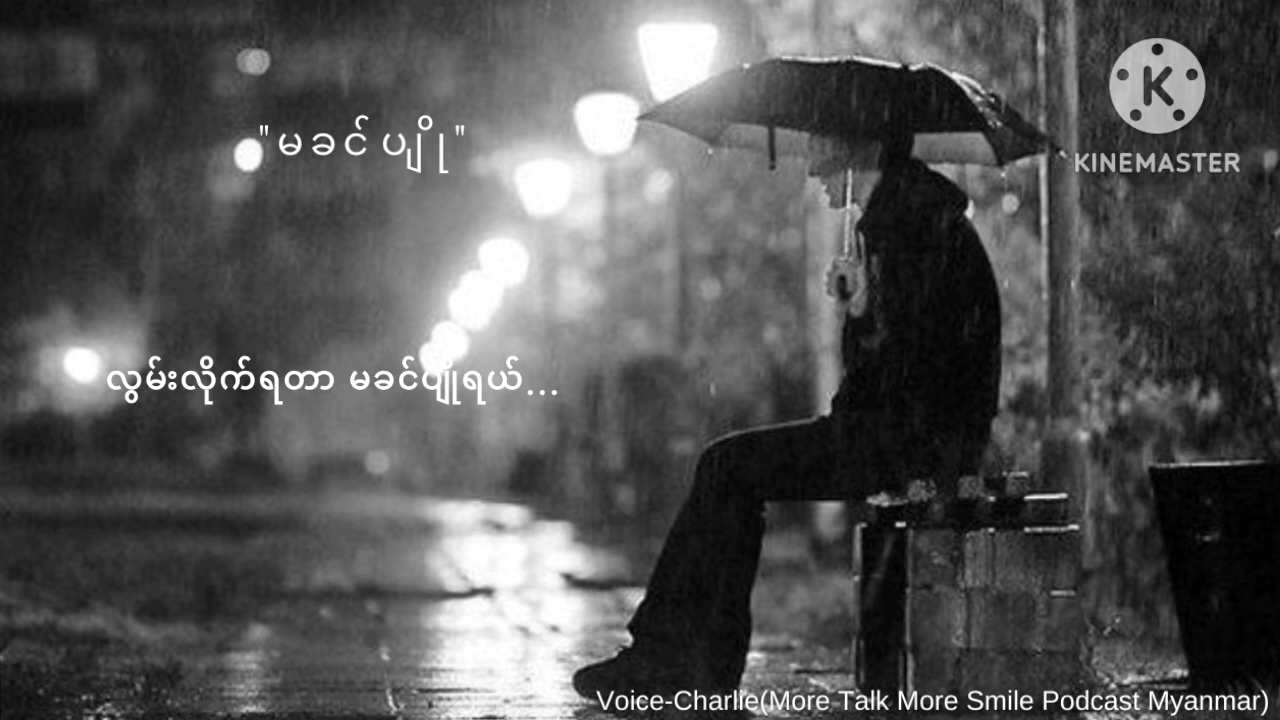 "မခင်ပျို"
KINEMASTER
လွမ်းလိုက်ရတာ မခင်ပျိုရယ်...
Voice-Charlie(More Talk More Smile Podcast Myanmar)